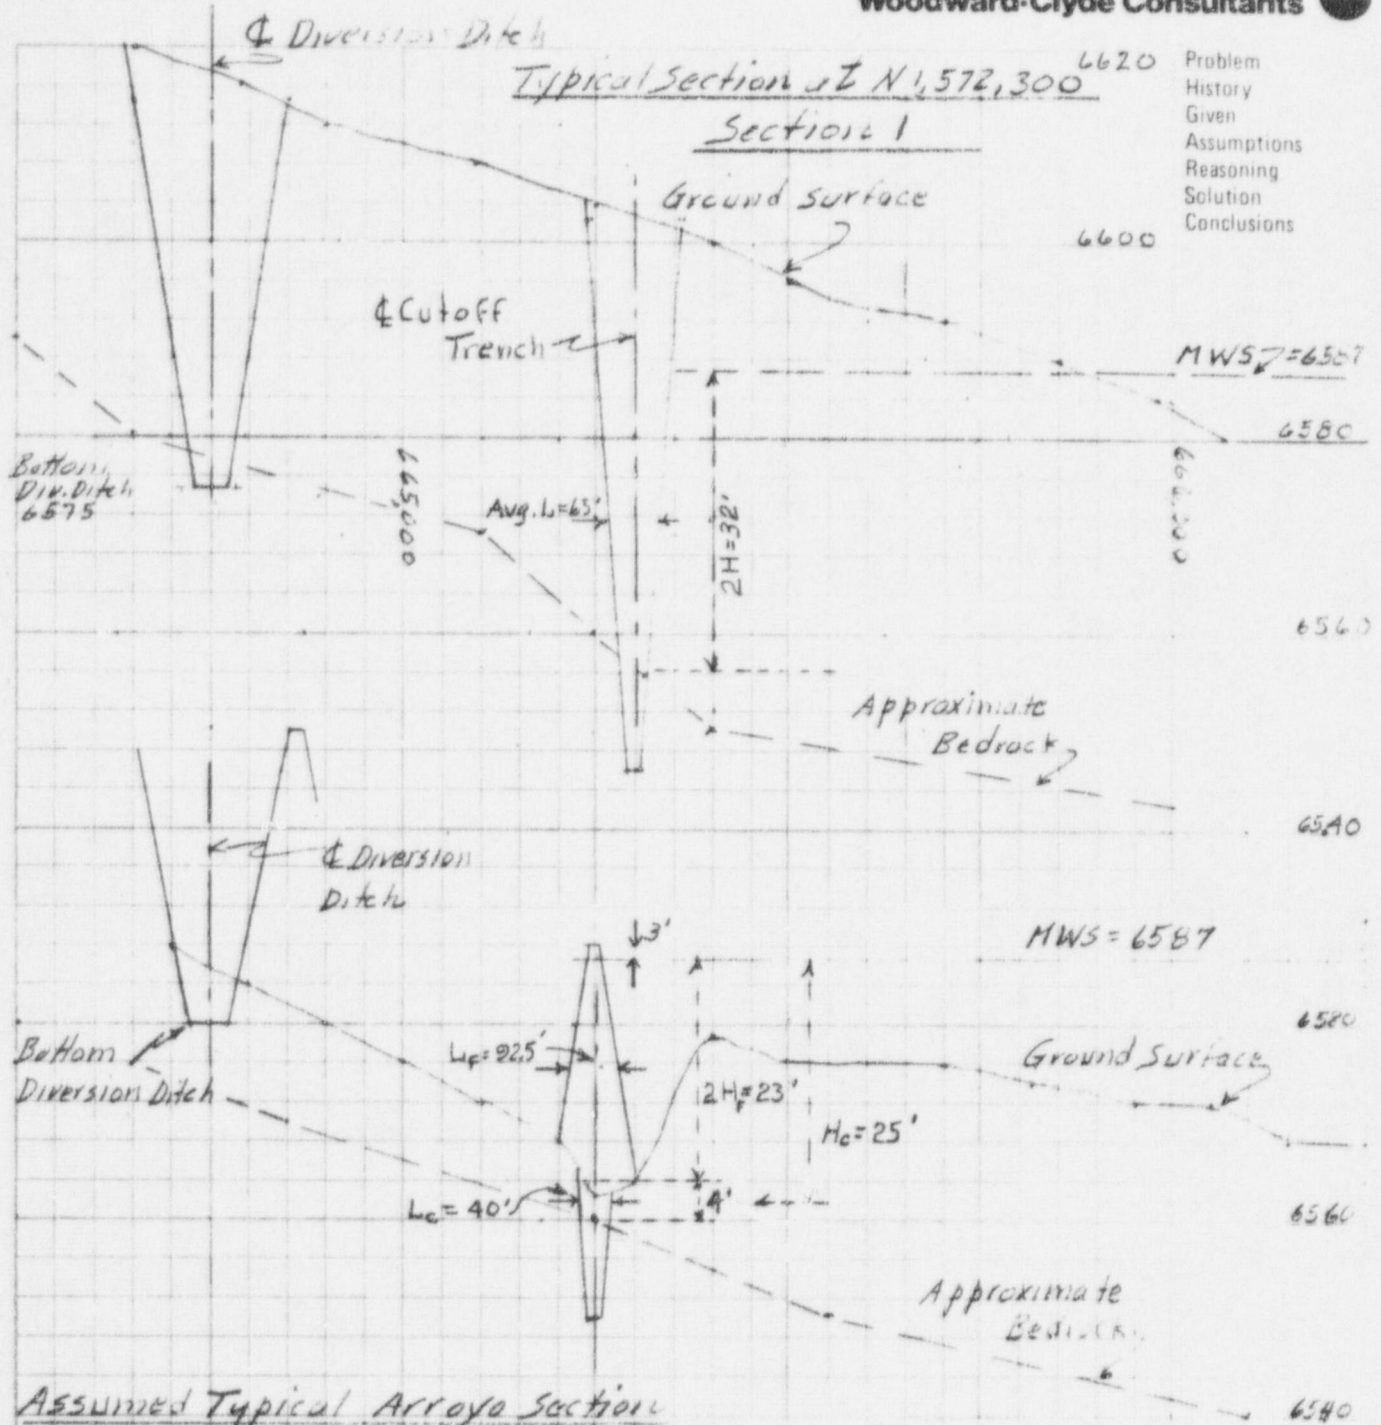 Woodward-Clyde Consultants
℄ Diversion Ditch
Typical Section at N 1,572,300
Section 1
6620
Problem
History
Given
Assumptions
Reasoning
Solution
Conclusions
Ground Surface
6600
℄ Cutoff
Trench
MWS = 6587
6580
Bottom
Div. Ditch
6575
665,000
Avg. L=65'
2H=32'
6560
Approximate
Bedrock
6540
℄ Diversion
Ditch
3'
MWS = 6587
6580
Bottom
Diversion Ditch
LF=92.5'
2HF=23'
Hc=25'
Ground Surface
Lc=40'
4'
6560
Approximate
Bedrock
Assumed Typical Arroyo Section
6540